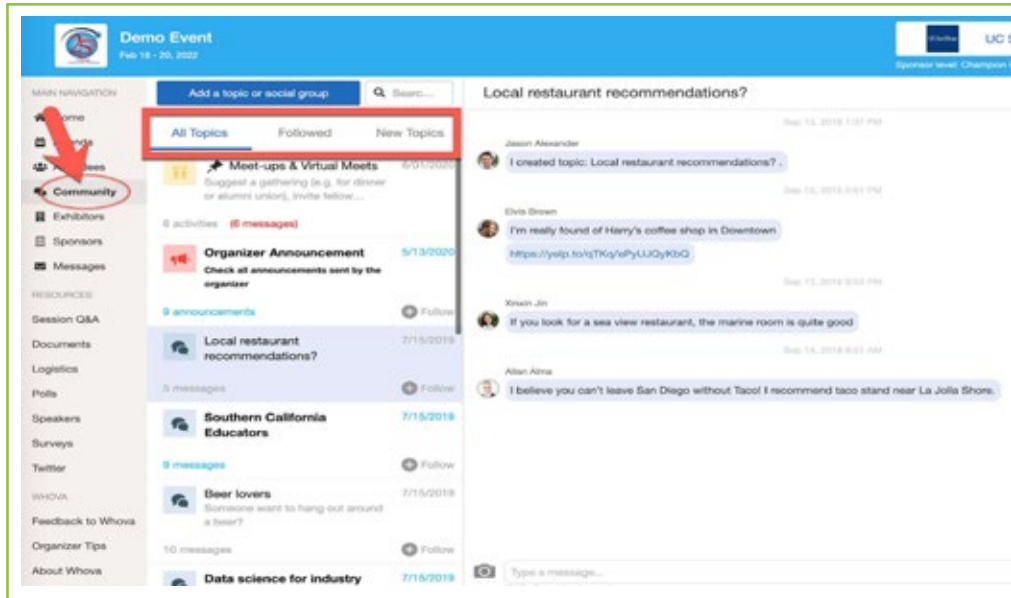 Demo Event
Feb 18 - 20, 2022
UC S
Sponsor level: Champion
MAIN NAVIGATION
Home
Community
Exhibitors
Sponsors
Messages
RESOURCES
Session Q&A
Documents
Logistics
Polls
Speakers
Surveys
Twitter
WHOVA
Feedback to Whova
Organizer Tips
About Whova
Add a topic or social group
Searc...
All Topics
Followed
New Topics
Meet-ups & Virtual Meets
6/01/2020
Suggest a gathering (e.g. for dinner
or alumni union), invite fellow...
6 activities (6 messages)
Organizer Announcement
5/13/2020
Check all announcements sent by the
organizer
9 announcements
Follow
Local restaurant
recommendations?
7/15/2019
5 messages
Follow
Southern California
Educators
7/15/2019
9 messages
Follow
Beer lovers
7/15/2019
Someone want to hang out around
a beer?
10 messages
Follow
Data science for industry
7/15/2019
Local restaurant recommendations?
Jason Alexander
I created topic: Local restaurant recommendations? .
Elvis Brown
I'm really found of Harry's coffee shop in Downtown
If you look for a sea view restaurant, the marine room is quite good
Allan Alma
I believe you can't leave San Diego without Taco! I recommend taco stand near La Jolla Shore.
Type a message...